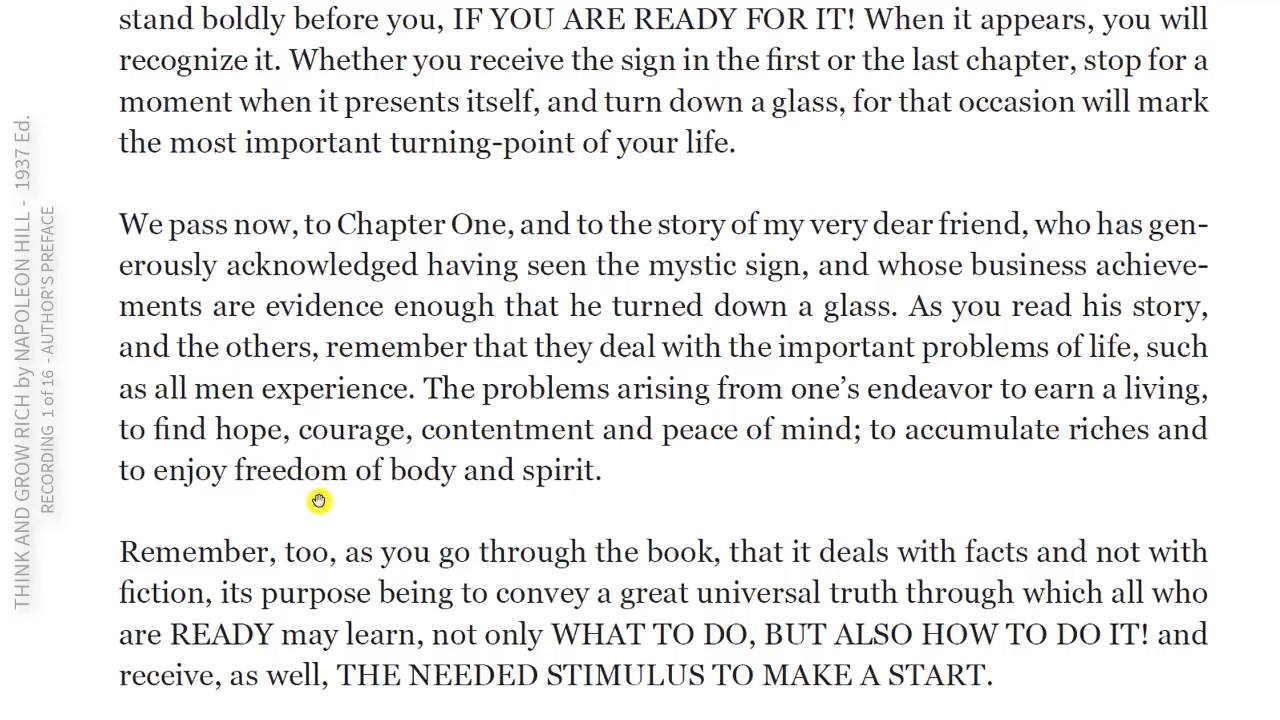 stand boldly before you, IF YOU ARE READY FOR IT! When it appears, you will
recognize it. Whether you receive the sign in the first or the last chapter, stop for a
moment when it presents itself, and turn down a glass, for that occasion will mark
the most important turning-point of your life.
We pass now, to Chapter One, and to the story of my very dear friend, who has gen-
erously acknowledged having seen the mystic sign, and whose business achieve-
ments are evidence enough that he turned down a glass. As you read his story,
and the others, remember that they deal with the important problems of life, such
as all men experience. The problems arising from one’s endeavor to earn a living,
to find hope, courage, contentment and peace of mind; to accumulate riches and
to enjoy freedom of body and spirit.
Remember, too, as you go through the book, that it deals with facts and not with
fiction, its purpose being to convey a great universal truth through which all who
are READY may learn, not only WHAT TO DO, BUT ALSO HOW TO DO IT! and
receive, as well, THE NEEDED STIMULUS TO MAKE A START.
THINK AND GROW RICH by NAPOLEON HILL - 1937 Ed.
RECORDING 1 of 16 - AUTHOR'S PREFACE